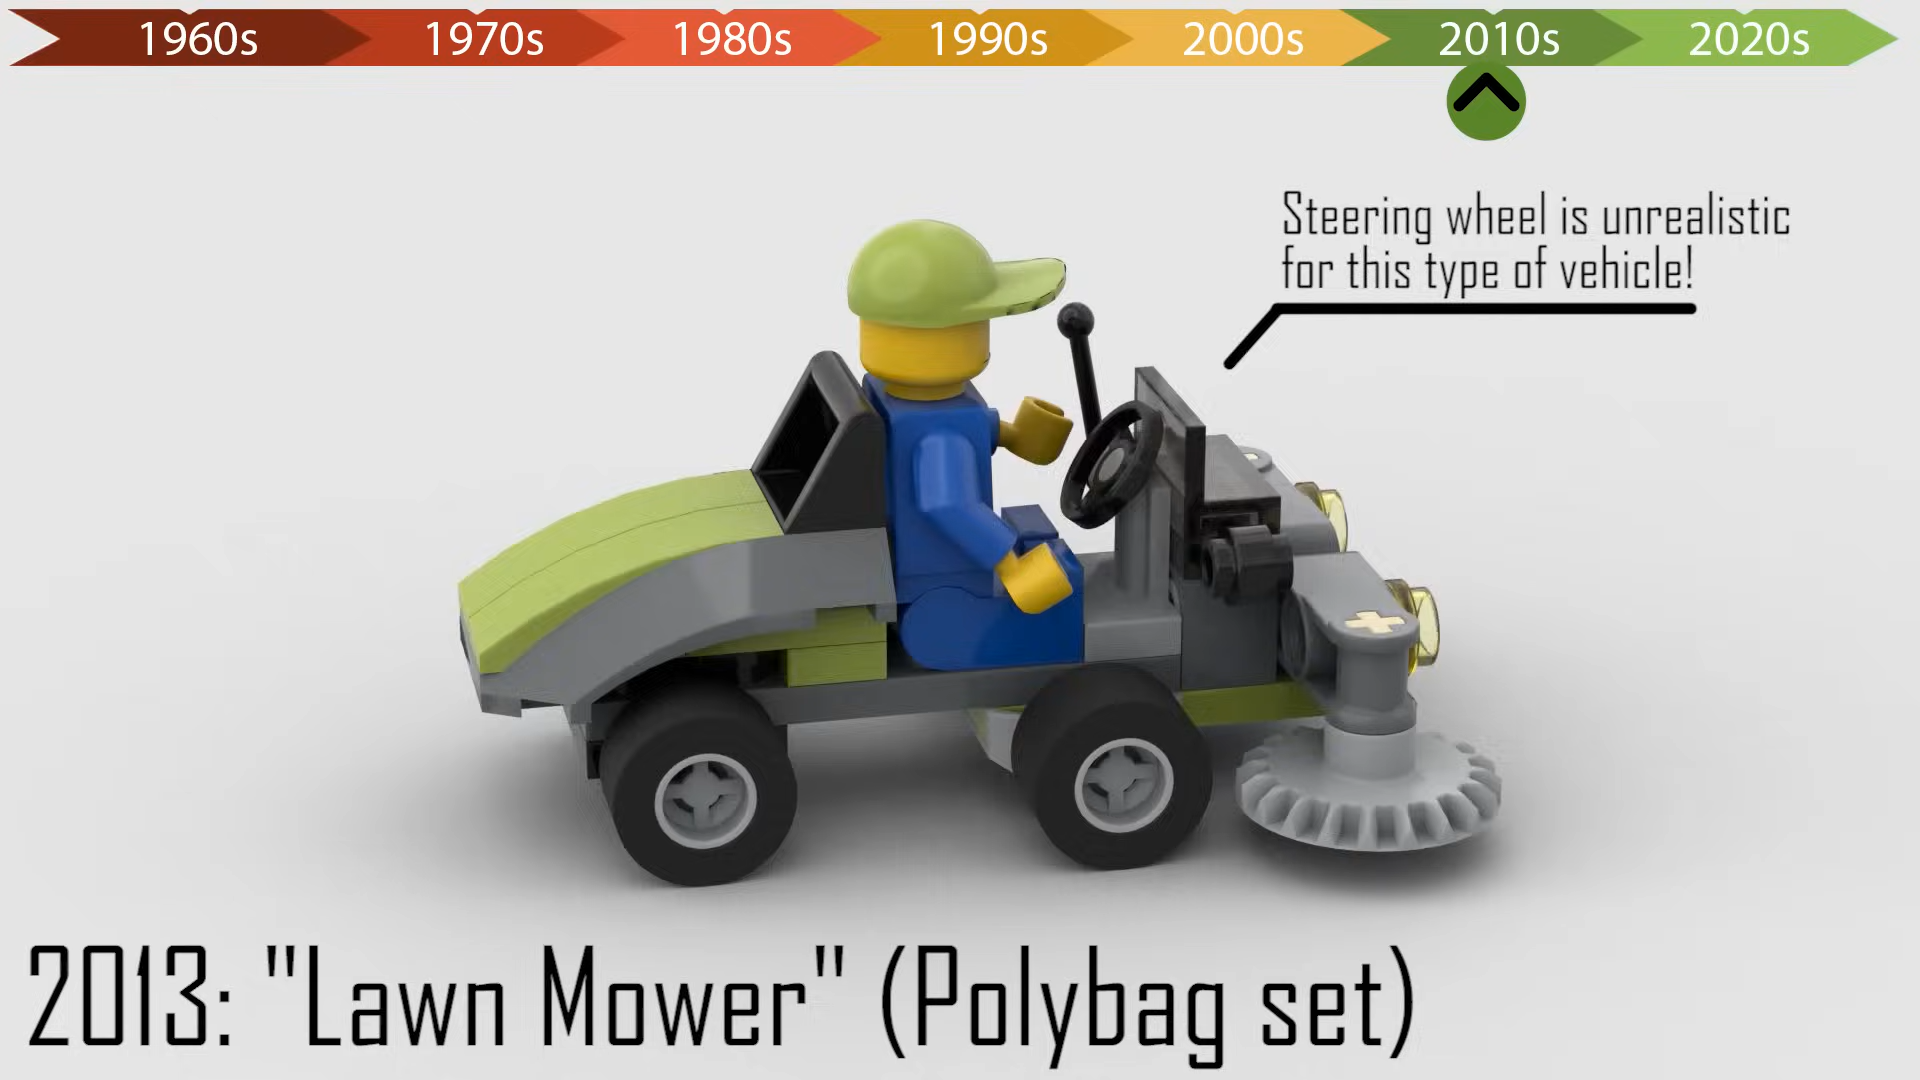 1960s 1970s 1980s 1990s 2000s 2010s 2020s
Steering wheel is unrealistic
for this type of vehicle!
2013: "Lawn Mower" (Polybag set)